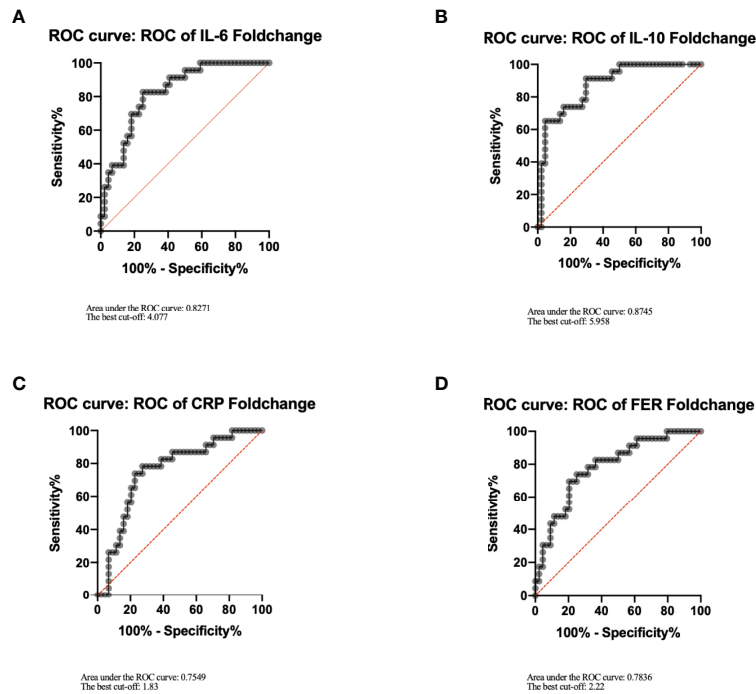 A
ROC curve: ROC of IL-6 Foldchange
100
80
60
40
20
0
Sensitivity%
0 20 40 60 80 100
100% - Specificity%
Area under the ROC curve: 0.8271
The best cut-off: 4.077
B
ROC curve: ROC of IL-10 Foldchange
100
80
60
40
20
0
Sensitivity%
0 20 40 60 80 100
100% - Specificity%
Area under the ROC curve: 0.8745
The best cut-off: 5.958
C
ROC curve: ROC of CRP Foldchange
100
80
60
40
20
0
Sensitivity%
0 20 40 60 80 100
100% - Specificity%
Area under the ROC curve: 0.7549
The best cut-off: 1.83
D
ROC curve: ROC of FER Foldchange
100
80
60
40
20
0
Sensitivity%
0 20 40 60 80 100
100% - Specificity%
Area under the ROC curve: 0.7836
The best cut-off: 2.22